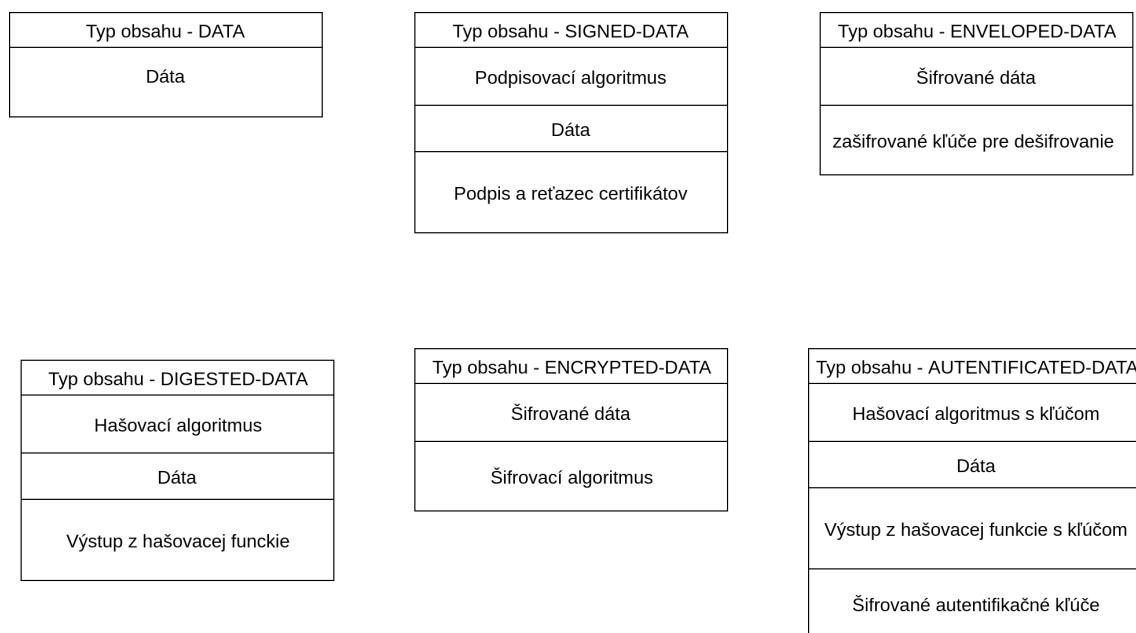 Typ obsahu - DATA
Dáta
Typ obsahu - SIGNED-DATA
Podpisovací algoritmus
Dáta
Podpis a reťazec certifikátov
Typ obsahu - ENVELOPED-DATA
Šifrované dáta
zašifrované kľúče pre dešifrovanie
Typ obsahu - DIGESTED-DATA
Hašovací algoritmus
Dáta
Výstup z hašovacej funckie
Typ obsahu - ENCRYPTED-DATA
Šifrované dáta
Šifrovací algoritmus
Typ obsahu - AUTENTIFICATED-DATA
Hašovací algoritmus s kľúčom
Dáta
Výstup z hašovacej funkcie s kľúčom
Šifrované autentifikačné kľúče